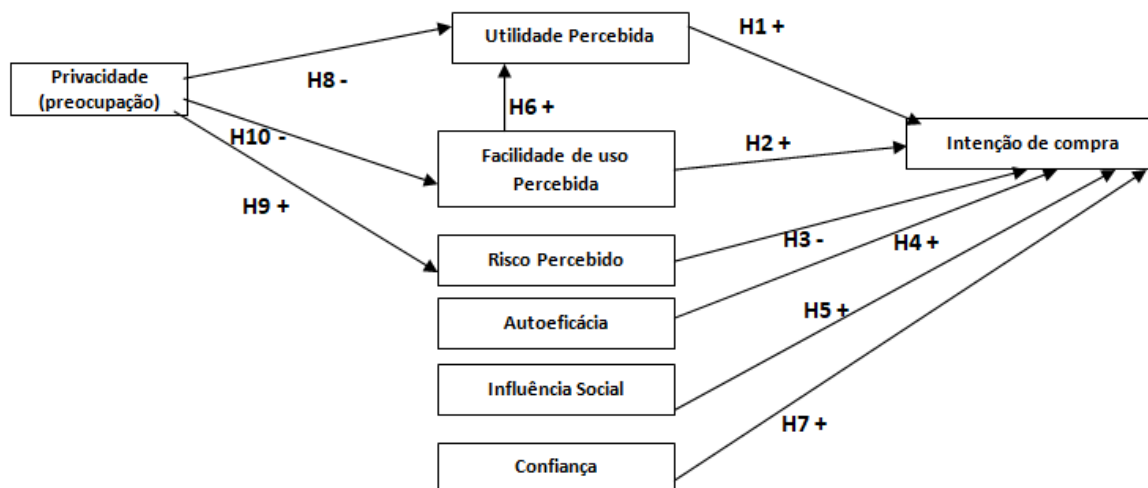 Utilidade Percebida
H1 +
Privacidade
(preocupação)
H8 -
H6 +
H10 -
Facilidade de uso
Percebida
H2 +
Intenção de compra
H9 +
Risco Percebido
H3 -
H4 +
Autoeficácia
H5 +
Influência Social
H7 +
Confiança